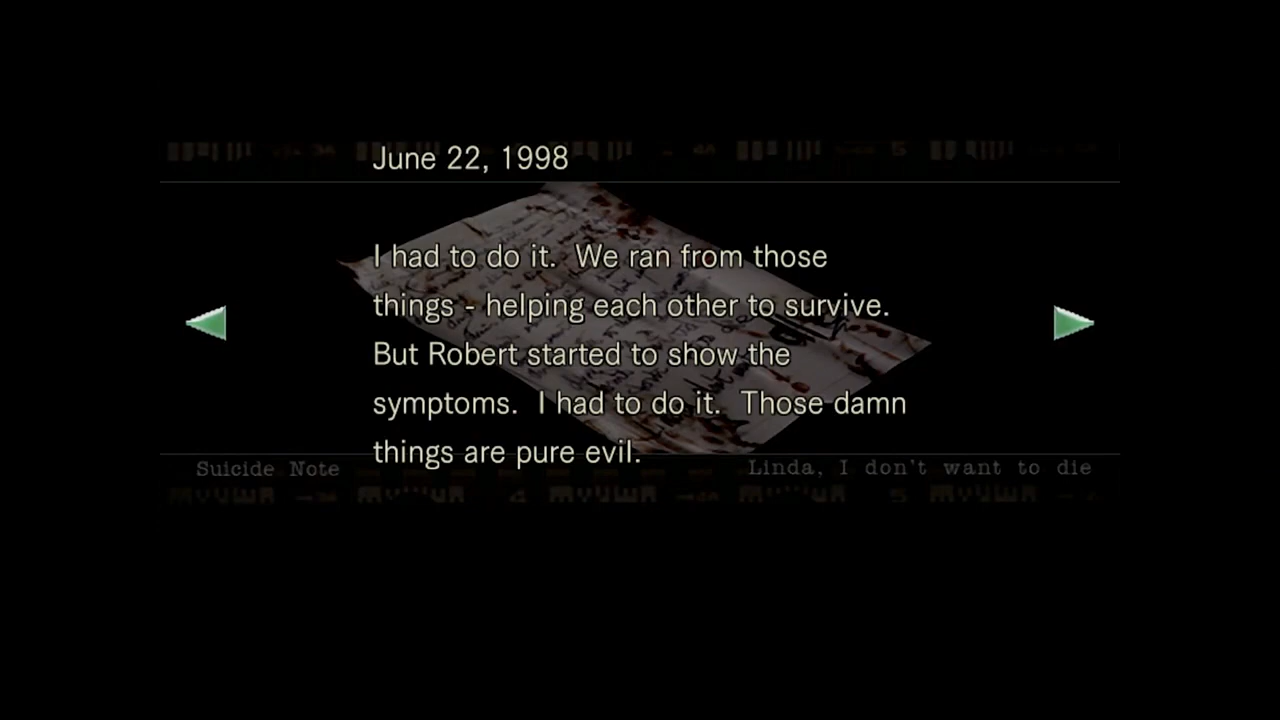 June 22, 1998
I had to do it. We ran from those
things - helping each other to survive.
But Robert started to show the
symptoms. I had to do it. Those damn
things are pure evil.
Suicide Note
Linda, I don't want to die